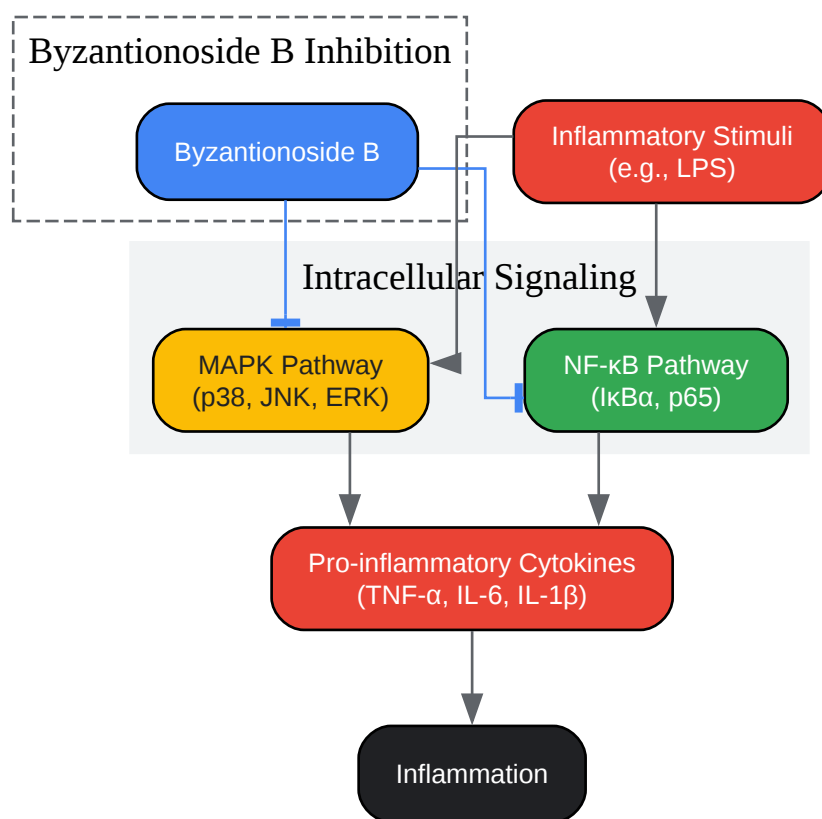 Byzantionoside B Inhibition
Byzantionoside B
Inflammatory Stimuli
(e.g., LPS)
Intracellular Signaling
MAPK Pathway
(p38, JNK, ERK)
NF-κB Pathway
(IκBα, p65)
Pro-inflammatory Cytokines
(TNF-α, IL-6, IL-1β)
Inflammation